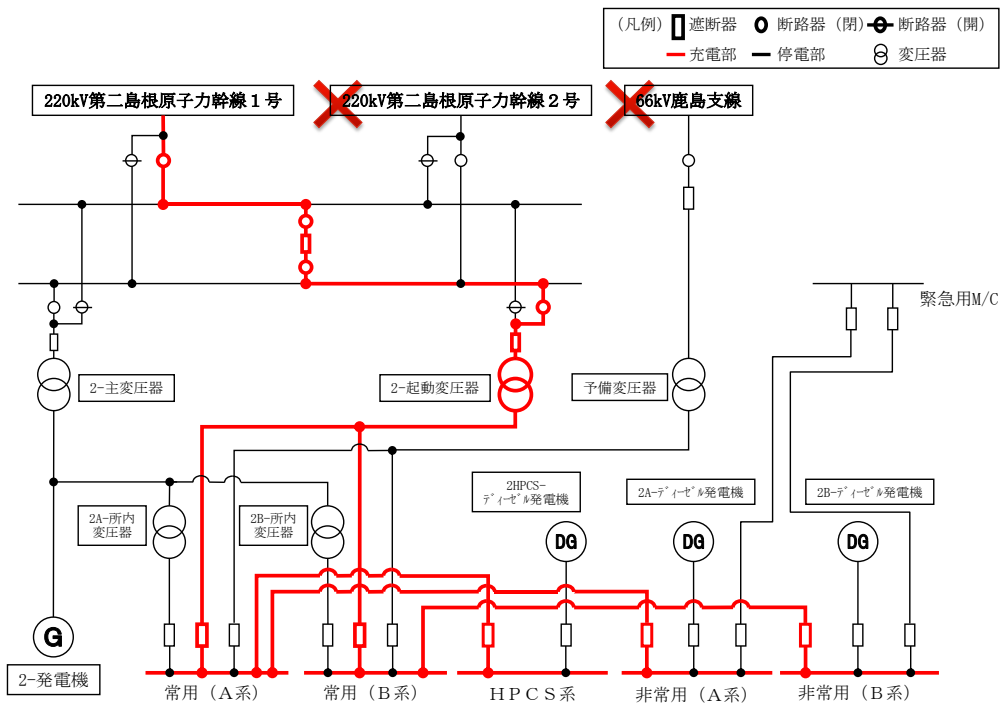 (凡例) 遮断器 断路器(閉) 断路器(開)
充電部 停電部 変圧器
220kV第二島根原子力幹線1号
220kV第二島根原子力幹線2号
66kV鹿島支線
緊急用M/C
2-主変圧器
2-起動変圧器
予備変圧器
2HPCS-
ディーゼル発電機
2A-ディーゼル発電機
2B-ディーゼル発電機
2A-所内
変圧器
2B-所内
変圧器
DG
DG
DG
G
2-発電機
常用(A系)
常用(B系)
HPCS系
非常用(A系)
非常用(B系)